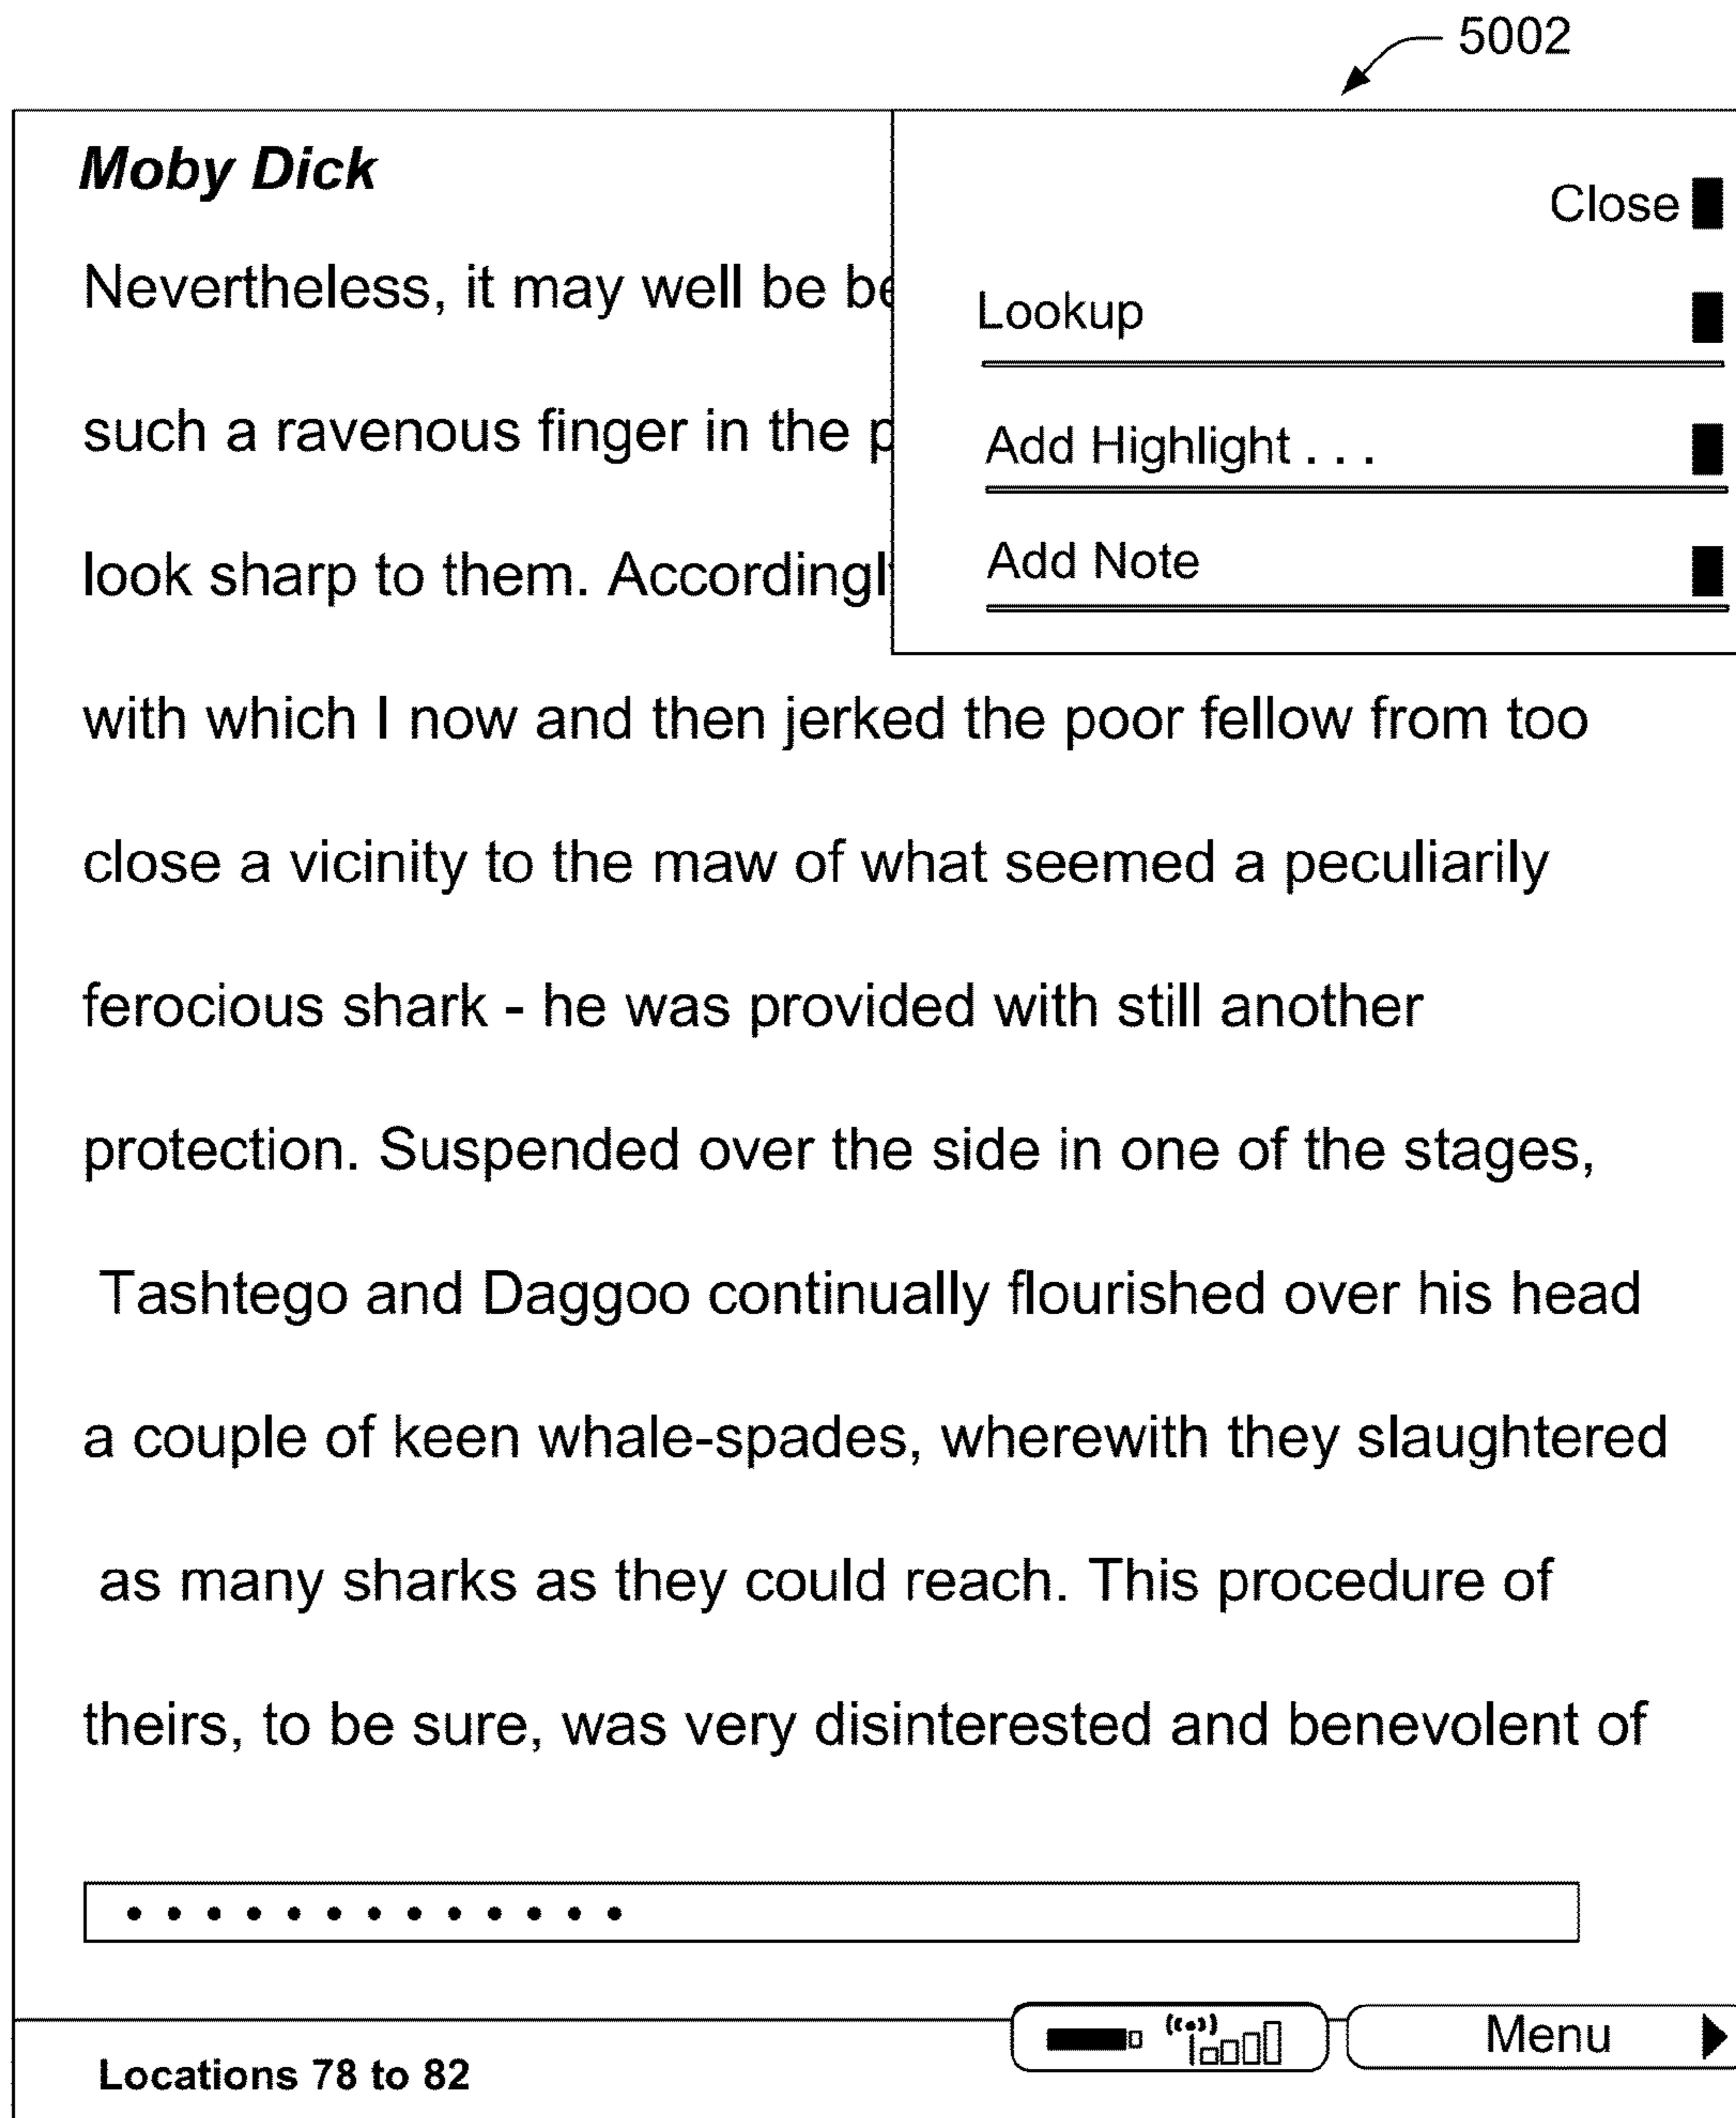 5002
Moby Dick
Close
Nevertheless, it may well be be
Lookup
such a ravenous finger in the p
Add Highlight . . .
look sharp to them. Accordingl
Add Note
with which I now and then jerked the poor fellow from too
close a vicinity to the maw of what seemed a peculiarily
ferocious shark - he was provided with still another
protection. Suspended over the side in one of the stages,
Tashtego and Daggoo continually flourished over his head
a couple of keen whale-spades, wherewith they slaughtered
as many sharks as they could reach. This procedure of
theirs, to be sure, was very disinterested and benevolent of
Menu
Locations 78 to 82